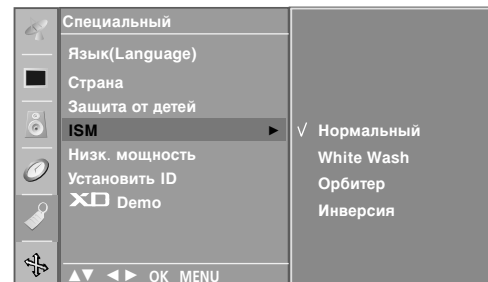 Специальный
Язык(Language)
Страна
Защита от детей
ISM ►
Низк. мощность
Установить ID
XD Demo
▲▼ ◄► OK MENU
√ Нормальный
White Wash
Орбитер
Инверсия